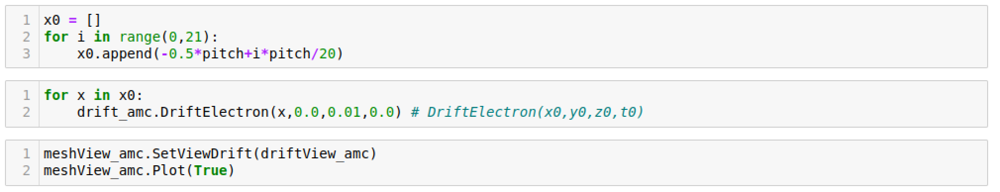 1 x0 = []
2 for i in range(0,21):
3     x0.append(-0.5*pitch+i*pitch/20)
1 for x in x0:
2     drift_amc.DriftElectron(x,0.0,0.01,0.0) # DriftElectron(x0,y0,z0,t0)
1 meshView_amc.SetViewDrift(driftView_amc)
2 meshView_amc.Plot(True)